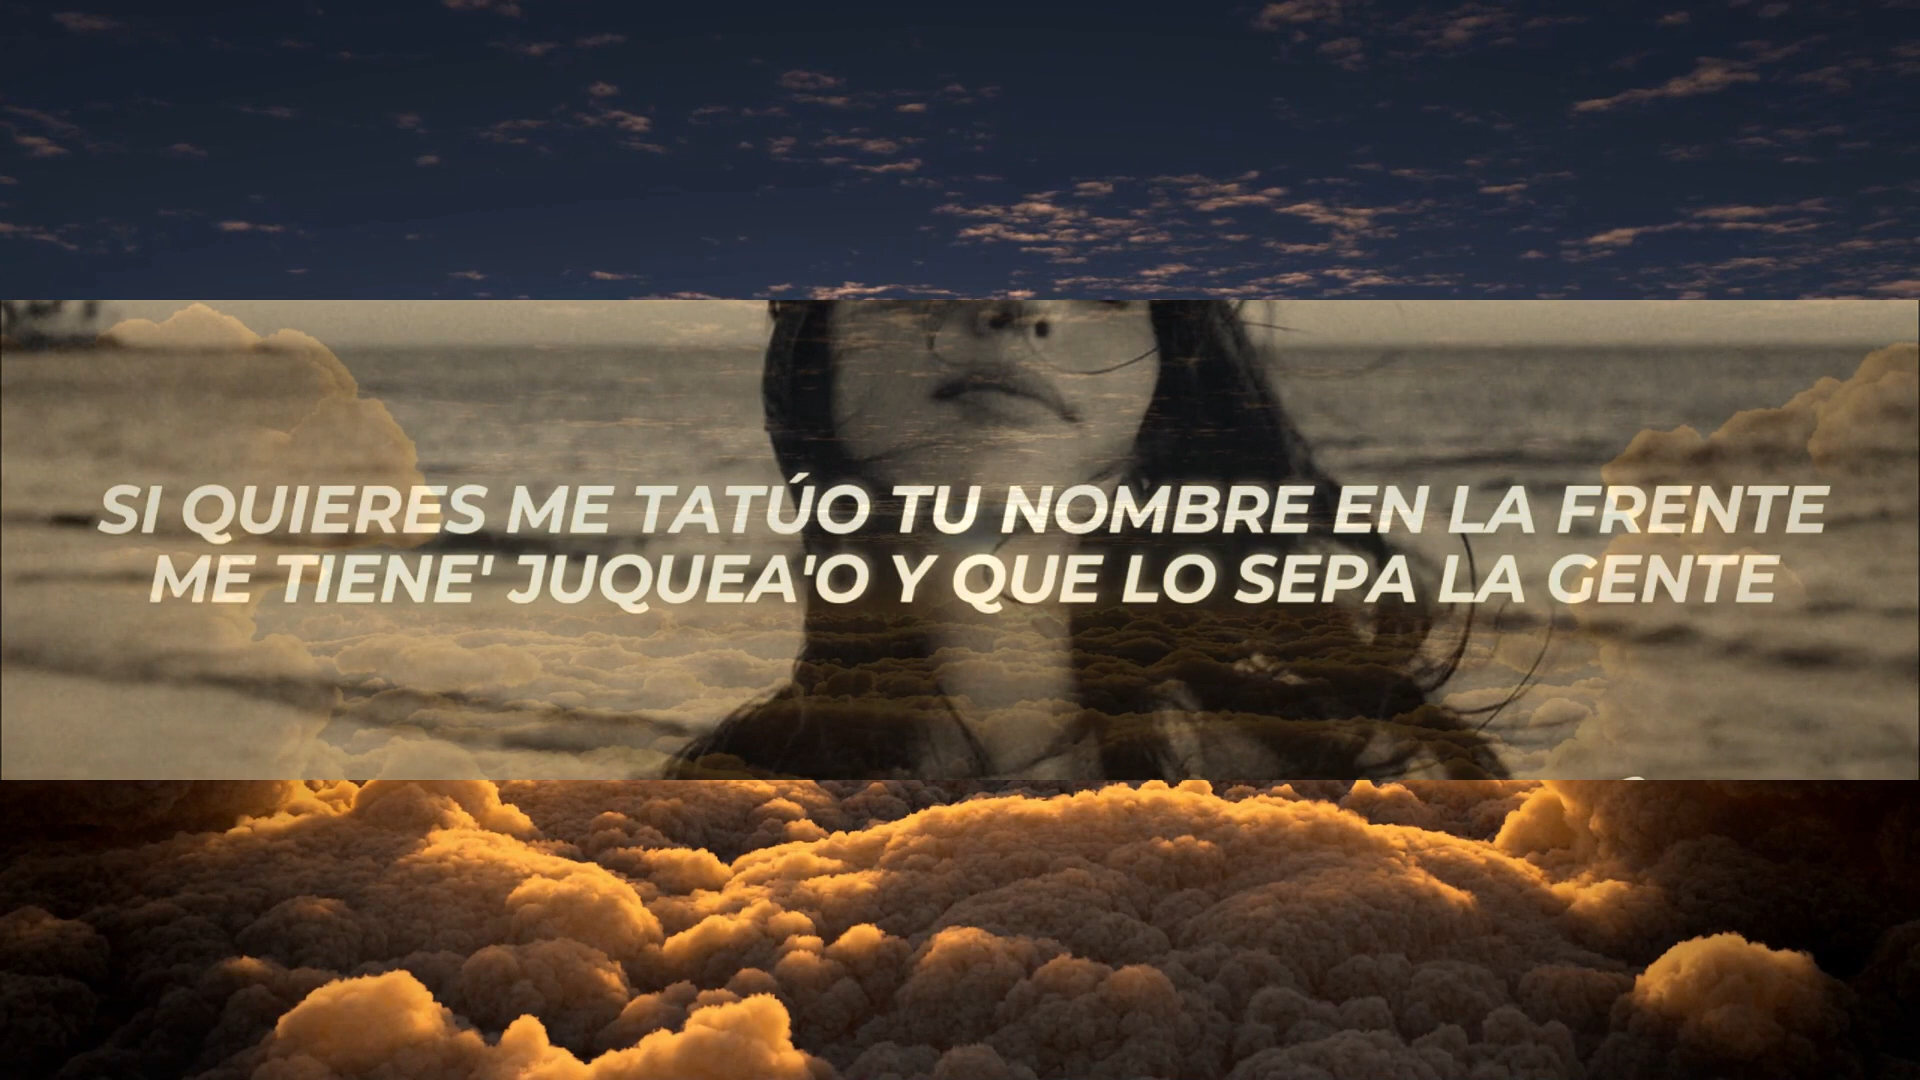 SI QUIERES ME TATÚO TU NOMBRE EN LA FRENTE
ME TIENE' JUQUEA'O Y QUE LO SEPA LA GENTE